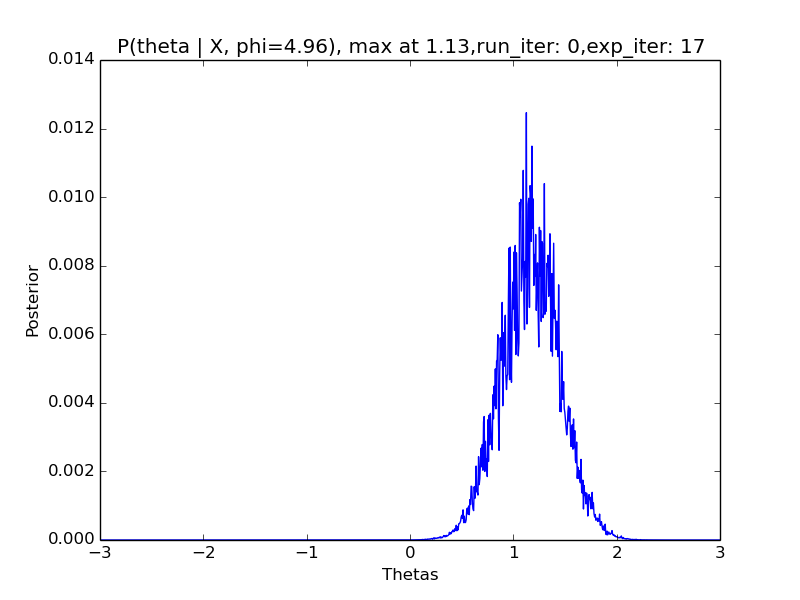 P(theta | X, phi=4.96), max at 1.13,run_iter: 0,exp_iter: 17
0.014
0.012
0.010
0.008
0.006
0.004
0.002
0.000
Posterior
−3 −2 −1 0 1 2 3
Thetas